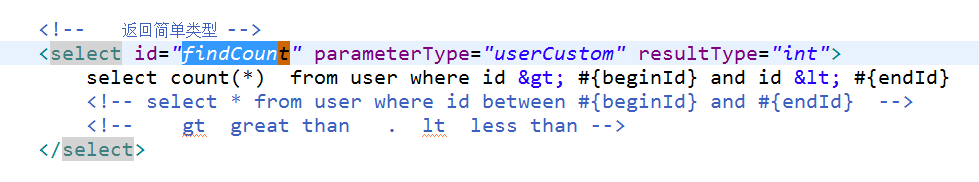 <!--   返回简单类型 -->
<select id="findCount" parameterType="userCustom" resultType="int">
select count(*)  from user where id &gt; #{beginId} and id &lt; #{endId}
<!-- select * from user where id between #{beginId} and #{endId}  -->
<!--    gt  great than   .  lt  less than -->
</select>